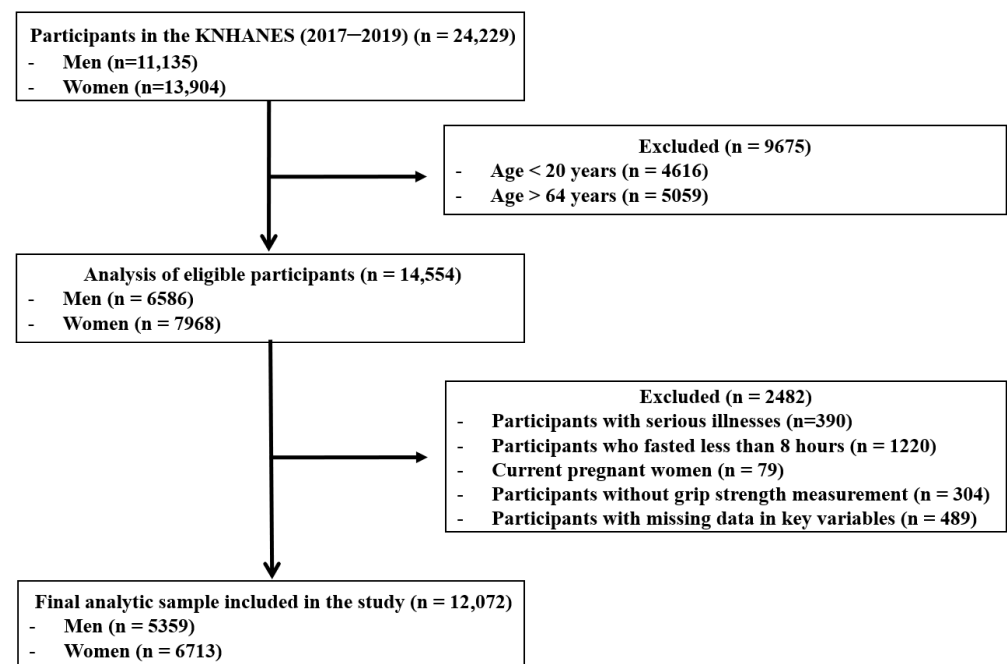 Participants in the KNHANES (2017–2019) (n = 24,229)
- Men (n=11,135)
- Women (n=13,904)
Excluded (n = 9675)
- Age < 20 years (n = 4616)
- Age > 64 years (n = 5059)
Analysis of eligible participants (n = 14,554)
- Men (n = 6586)
- Women (n = 7968)
Excluded (n = 2482)
- Participants with serious illnesses (n=390)
- Participants who fasted less than 8 hours (n = 1220)
- Current pregnant women (n = 79)
- Participants without grip strength measurement (n = 304)
- Participants with missing data in key variables (n = 489)
Final analytic sample included in the study (n = 12,072)
- Men (n = 5359)
- Women (n = 6713)